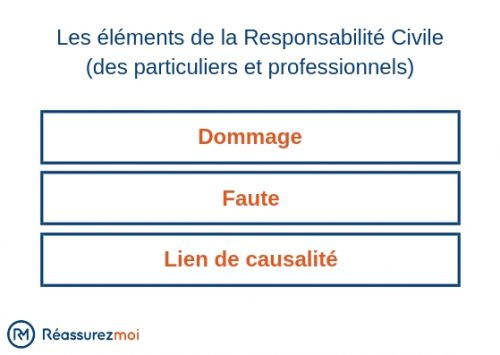 Les éléments de la Responsabilité Civile
(des particuliers et professionnels)
Dommage
Faute
Lien de causalité
RM Réassurezmoi